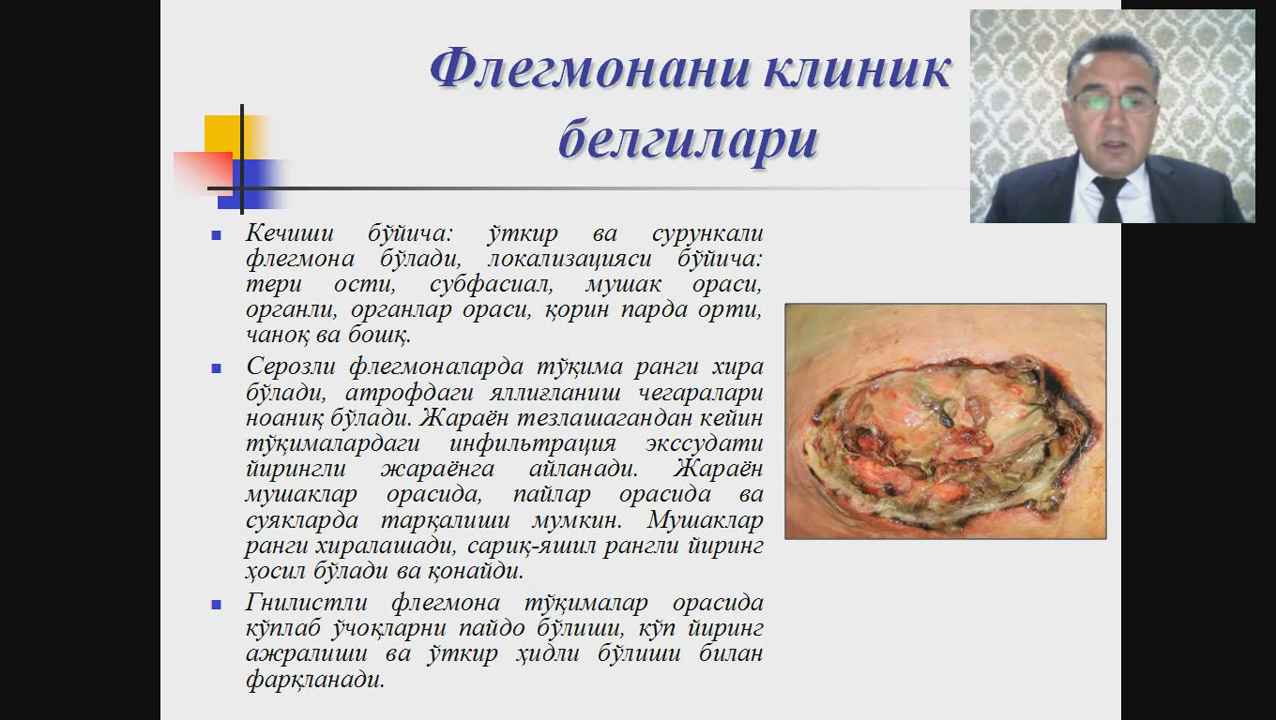 Флегмонани клиник
белгилари
Кечиши бўйича: ўткир ва сурункали
флегмона бўлади, локализацияси бўйича:
тери ости, субфасиал, мушак ораси,
органли, органлар ораси, қорин парда орти,
чаноқ ва бошқ.
Серозли флегмоналарда тўқима ранги хира
бўлади, атрофдаги яллиғланиш чегаралари
ноаниқ бўлади. Жараён тезлашагандан кейин
тўқималардаги инфильтрация экссудати
йирингли жараёнга айланади. Жараён
мушаклар орасида, пайлар орасида ва
суякларда тарқалиши мумкин. Мушаклар
ранги хиралашади, сариқ-яшил рангли йиринг
ҳосил бўлади ва қонайди.
Гнилистли флегмона тўқималар орасида
кўплаб ўчоқларни пайдо бўлиши, кўп йиринг
ажралиши ва ўткир ҳидли бўлиши билан
фарқланади.